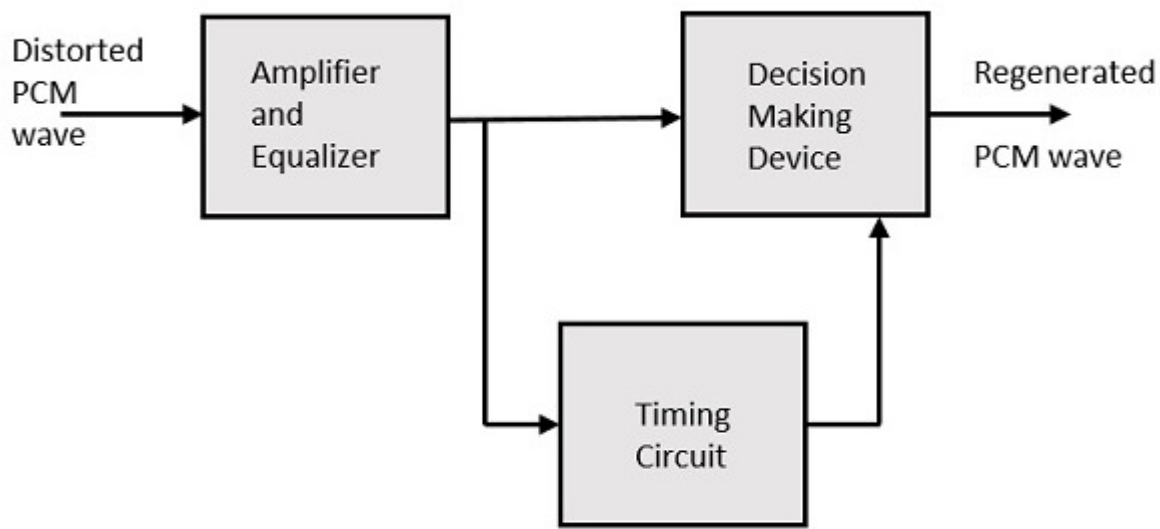 Distorted
PCM
wave
Amplifier
and
Equalizer
Decision
Making
Device
Regenerated
PCM wave
Timing
Circuit